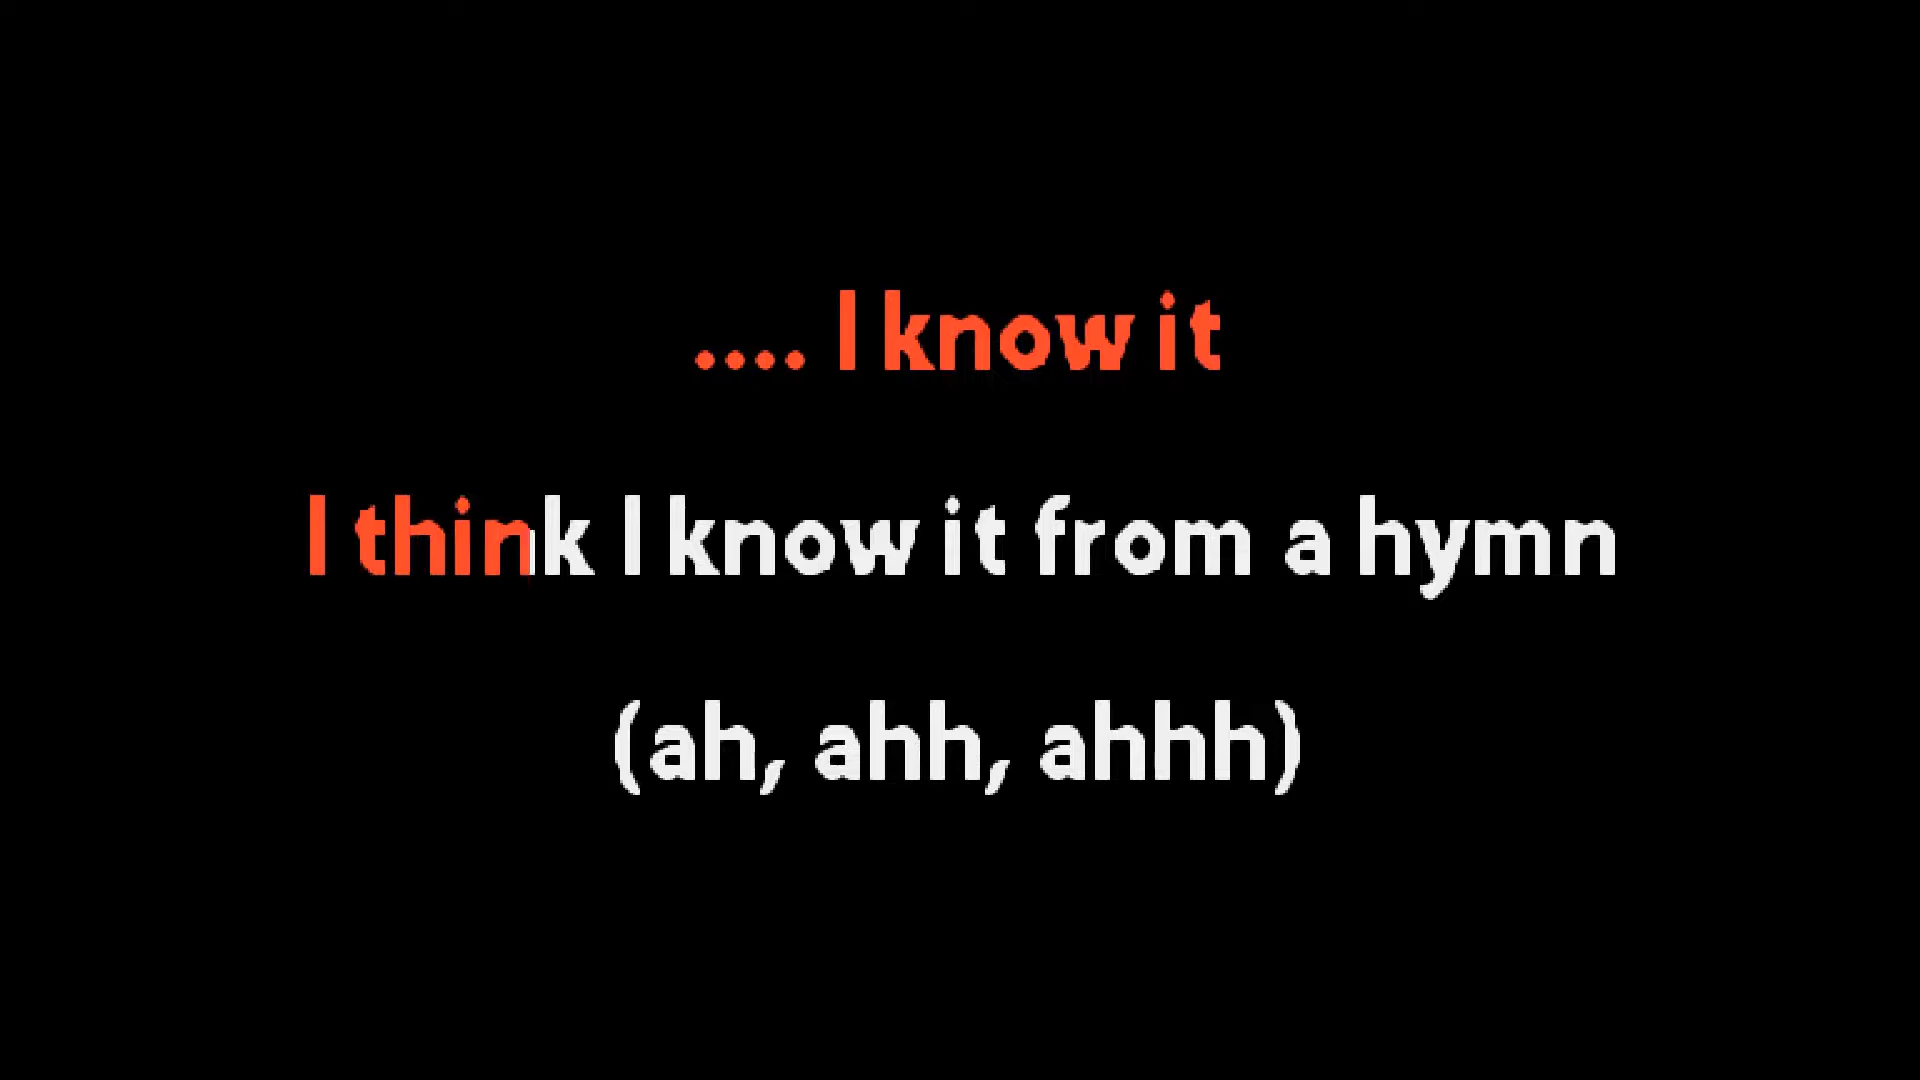 .... I know it
I think I know it from a hymn
(ah, ahh, ahhh)